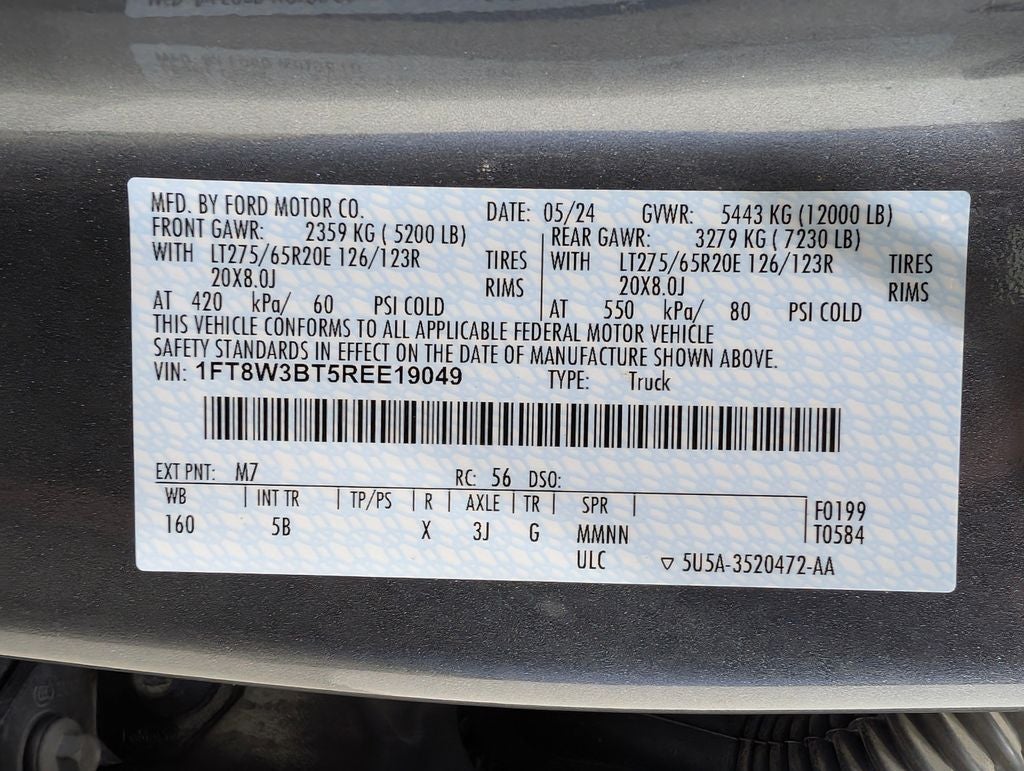 MFD. BY FORD MOTOR CO. DATE: 05/24 GVWR: 5443 KG (12000 LB)
FRONT GAWR: 2359 KG ( 5200 LB) REAR GAWR: 3279 KG ( 7230 LB)
WITH LT275/65R20E 126/123R TIRES WITH LT275/65R20E 126/123R TIRES
20X8.0J RIMS 20X8.0J RIMS
AT 420 kPa/ 60 PSI COLD AT 550 kPa/ 80 PSI COLD
THIS VEHICLE CONFORMS TO ALL APPLICABLE FEDERAL MOTOR VEHICLE
SAFETY STANDARDS IN EFFECT ON THE DATE OF MANUFACTURE SHOWN ABOVE.
VIN: 1FT8W3BT5REE19049 TYPE: Truck
EXT PNT: M7 RC: 56 DSO:
WB | INT TR | TP/PS | R | AXLE | TR | SPR | F0199
160 5B X 3J G MMNN T0584
ULC ▽ 5U5A-3520472-AA